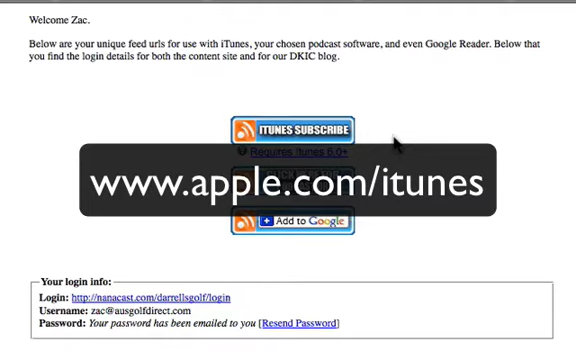 Welcome Zac.
Below are your unique feed urls for use with iTunes, your chosen podcast software, and even Google Reader. Below that
you find the login details for both the content site and for our DKIC blog.
ITUNES SUBSCRIBE
Requires Itunes 5.0+
www.apple.com/itunes
+ Add to Google
Your login info:
Login: http://nanacast.com/darrellsgolf/login
Username: zac@ausgolfdirect.com
Password: Your password has been emailed to you [Resend Password]